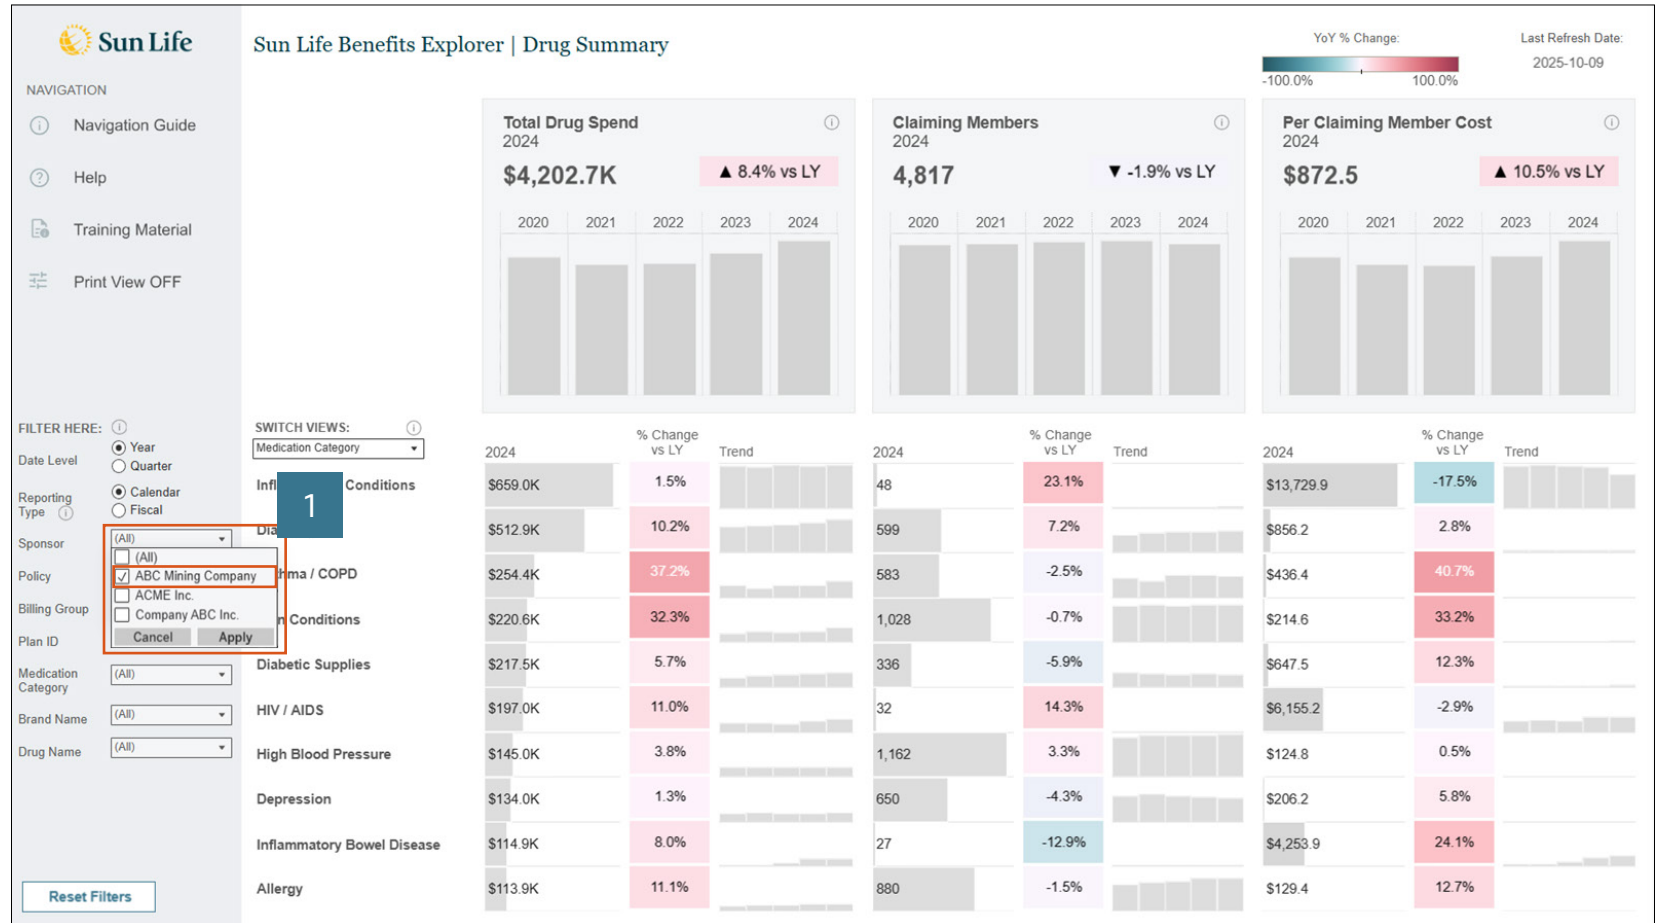 Sun Life
Sun Life Benefits Explorer | Drug Summary
YoY % Change:
-100.0% 100.0%
Last Refresh Date:
2025-10-09
NAVIGATION
Navigation Guide
Help
Training Material
Print View OFF
Total Drug Spend
2024
$4,202.7K ▲ 8.4% vs LY
2020 2021 2022 2023 2024
Claiming Members
2024
4,817 ▼ -1.9% vs LY
2020 2021 2022 2023 2024
Per Claiming Member Cost
2024
$872.5 ▲ 10.5% vs LY
2020 2021 2022 2023 2024
FILTER HERE:
Date Level
Year
Quarter
Reporting
Type
Calendar
Fiscal
Sponsor (All)
(All)
ABC Mining Company
ACME Inc.
Company ABC Inc.
Cancel Apply
Policy
Billing Group
Plan ID
Medication
Category
(All)
Brand Name (All)
Drug Name (All)
Reset Filters
1
SWITCH VIEWS:
Medication Category
2024 % Change vs LY Trend 2024 % Change vs LY Trend 2024 % Change vs LY Trend
Conditions $659.0K 1.5% 48 23.1% $13,729.9 -17.5%
$512.9K 10.2% 599 7.2% $856.2 2.8%
/ COPD $254.4K 37.2% 583 -2.5% $436.4 40.7%
Conditions $220.6K 32.3% 1,028 -0.7% $214.6 33.2%
Diabetic Supplies $217.5K 5.7% 336 -5.9% $647.5 12.3%
HIV / AIDS $197.0K 11.0% 32 14.3% $6,155.2 -2.9%
High Blood Pressure $145.0K 3.8% 1,162 3.3% $124.8 0.5%
Depression $134.0K 1.3% 650 -4.3% $206.2 5.8%
Inflammatory Bowel Disease $114.9K 8.0% 27 -12.9% $4,253.9 24.1%
Allergy $113.9K 11.1% 880 -1.5% $129.4 12.7%